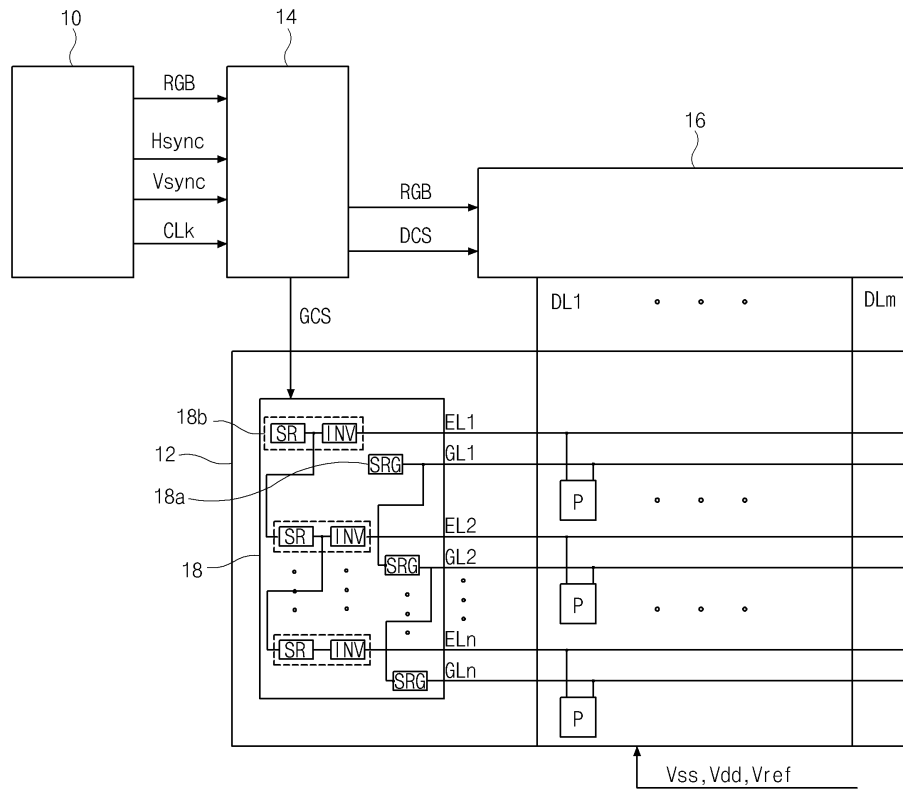 10
14
16
RGB
Hsync
Vsync
CLk
RGB
DCS
GCS
DL1
DLm
18b
SR
INV
EL1
12
SRG
GL1
18a
P
SR
INV
EL2
18
SRG
GL2
P
SR
INV
ELn
SRG
GLn
P
Vss,Vdd,Vref